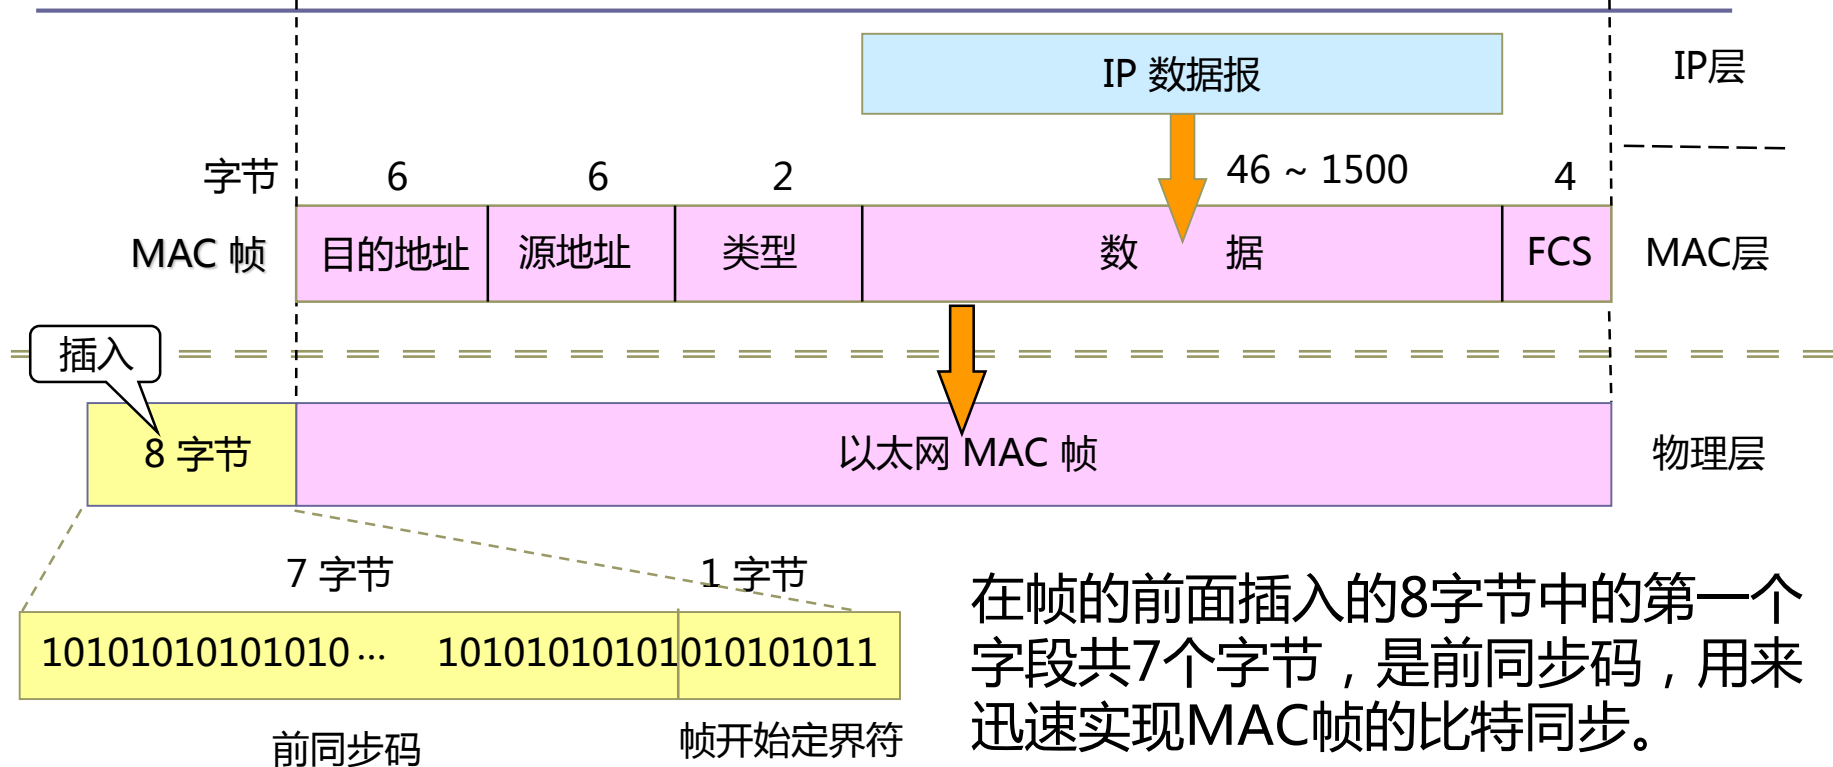 IP 数据报
IP层
字节 6 6 2 46 ~ 1500 4
MAC 帧 目的地址 源地址 类型 数 据 FCS MAC层
插入
8 字节 以太网 MAC 帧 物理层
7 字节 1 字节
10101010101010 ··· 10101010101010101011
前同步码 帧开始定界符
在帧的前面插入的8字节中的第一个
字段共7个字节，是前同步码，用来
迅速实现MAC帧的比特同步。